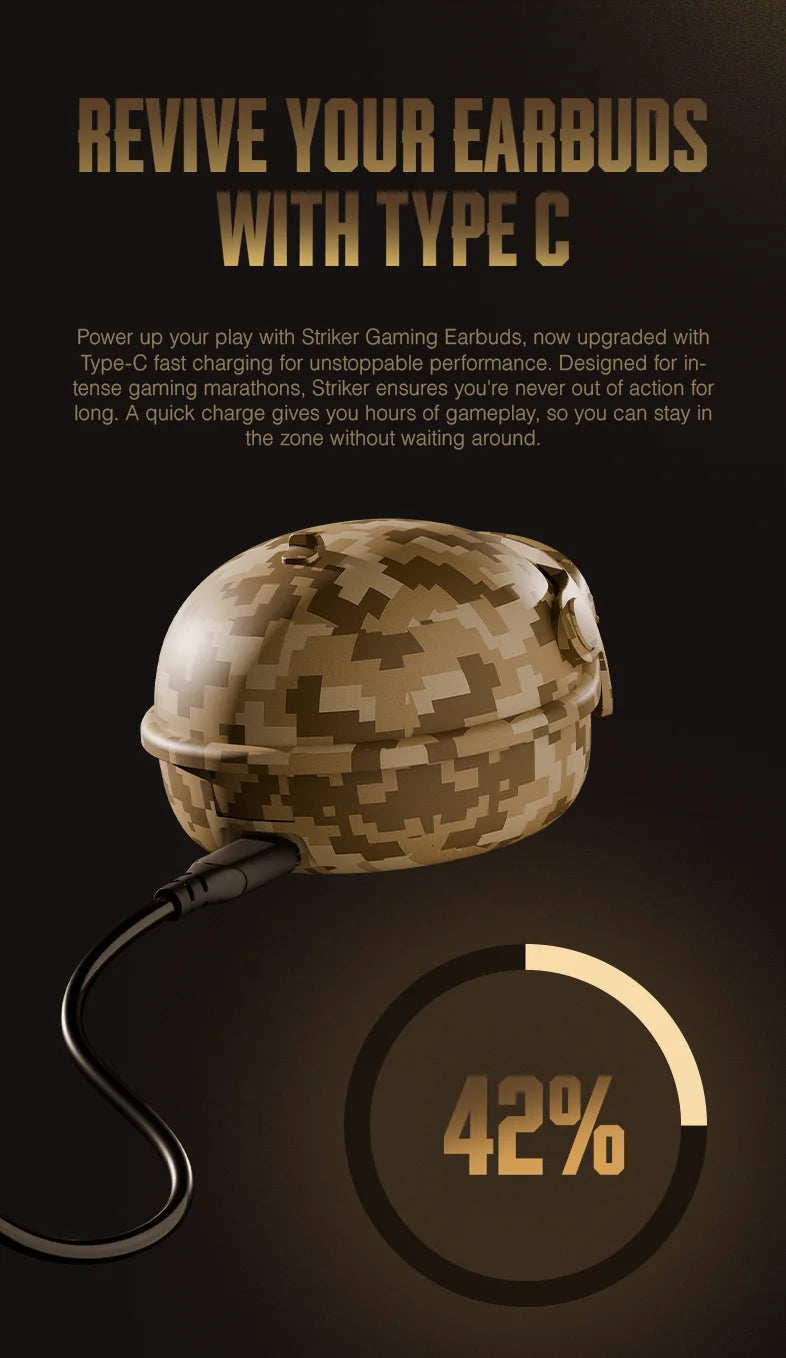 REVIVE YOUR EARBUDS
WITH TYPE C
Power up your play with Striker Gaming Earbuds, now upgraded with
Type-C fast charging for unstoppable performance. Designed for in-
tense gaming marathons, Striker ensures you're never out of action for
long. A quick charge gives you hours of gameplay, so you can stay in
the zone without waiting around.
42%